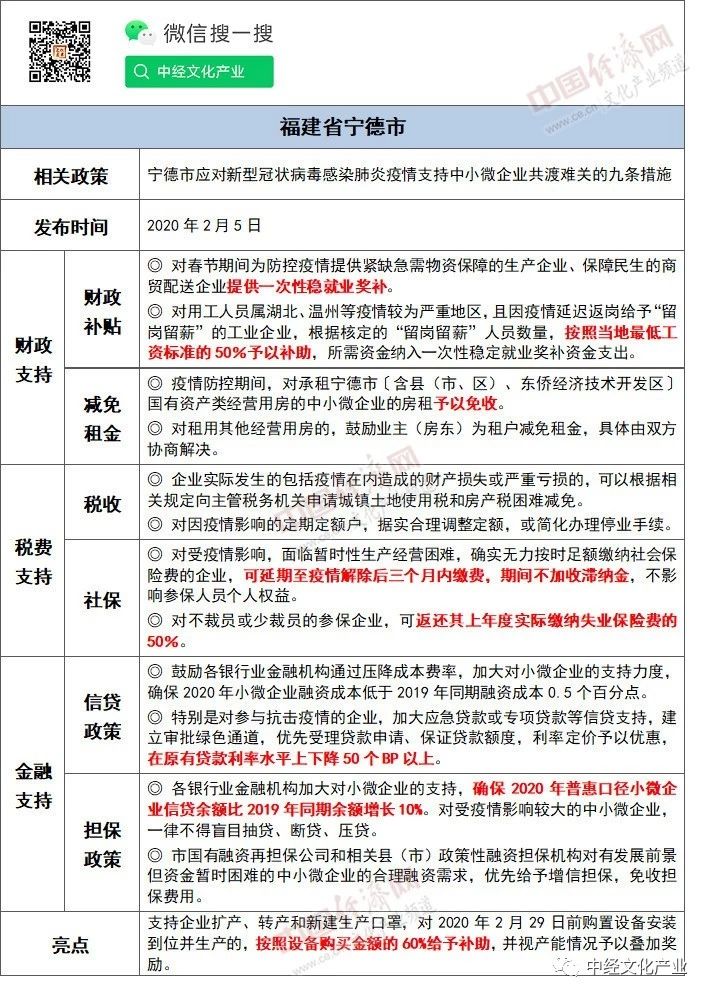 微信搜一搜
中经文化产业
中国经济网
www.ce.cn 文化产业频道
福建省宁德市
相关政策
宁德市应对新型冠状病毒感染肺炎疫情支持中小微企业共渡难关的九条措施
发布时间
2020 年 2 月 5 日
财政
支持
财政
补贴
◎ 对春节期间为防控疫情提供紧缺急需物资保障的生产企业、保障民生的商
贸配送企业提供一次性稳就业奖补。
◎ 对用工人员属湖北、温州等疫情较为严重地区,且因疫情延迟返岗给予“留
岗留薪”的工业企业,根据核定的“留岗留薪”人员数量,按照当地最低工
资标准的 50%予以补助,所需资金纳入一次性稳定就业奖补资金支出。
减免
租金
◎ 疫情防控期间,对承租宁德市〔含县(市、区)、东侨经济技术开发区〕
国有资产类经营用房的中小微企业的房租予以免收。
◎ 对租用其他经营用房的,鼓励业主(房东)为租户减免租金,具体由双方
协商解决。
税费
支持
税收
◎ 企业实际发生的包括疫情在内造成的财产损失或严重亏损的,可以根据相
关规定向主管税务机关申请城镇土地使用税和房产税困难减免。
◎ 对因疫情影响的定期定额户,据实合理调整定额,或简化办理停业手续。
社保
◎ 对受疫情影响,面临暂时性生产经营困难,确实无力按时足额缴纳社会保
险费的企业,可延期至疫情解除后三个月内缴费,期间不加收滞纳金,不影
响参保人员个人权益。
◎ 对不裁员或少裁员的参保企业,可返还其上年度实际缴纳失业保险费的
50%。
金融
支持
信贷
政策
◎ 鼓励各银行业金融机构通过压降成本费率,加大对小微企业的支持力度,
确保 2020 年小微企业融资成本低于 2019 年同期融资成本 0.5 个百分点。
◎ 特别是对参与抗击疫情的企业,加大应急贷款或专项贷款等信贷支持,建
立审批绿色通道,优先受理贷款申请、保证贷款额度,利率定价予以优惠,
在原有贷款利率水平上下降 50 个 BP 以上。
担保
政策
◎ 各银行业金融机构加大对小微企业的支持,确保 2020 年普惠口径小微企
业信贷余额比 2019 年同期余额增长 10%。对受疫情影响较大的中小微企业,
一律不得盲目抽贷、断贷、压贷。
◎ 市国有融资再担保公司和相关县(市)政策性融资担保机构对有发展前景
但资金暂时困难的中小微企业的合理融资需求,优先给予增信担保,免收担
保费用。
亮点
支持企业扩产、转产和新建生产口罩,对 2020 年 2 月 29 日前购置设备安装
到位并生产的,按照设备购买金额的 60%给予补助,并视产能情况予以叠加奖
励。
中经文化产业